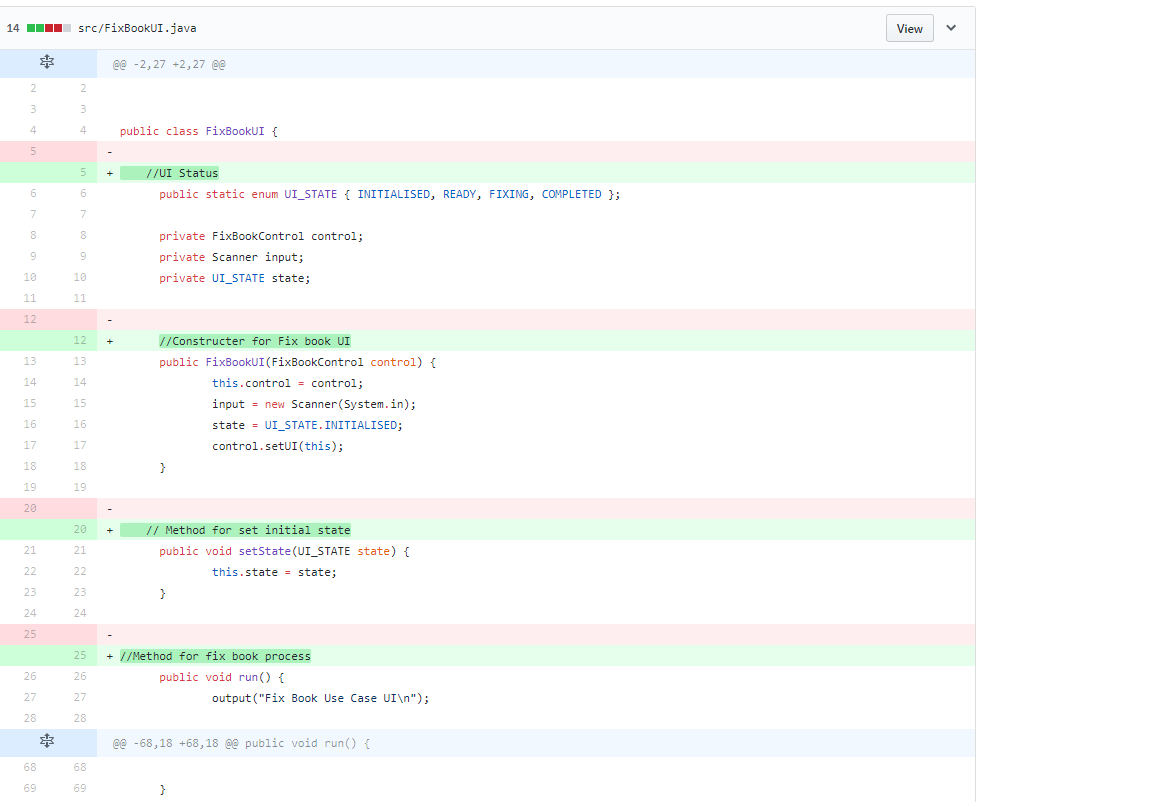 14 src/FixBookUI.java View
@@ -2,27 +2,27 @@
2 2
3 3
4 4 public class FixBookUI {
5 -
5 + //UI Status
6 6 public static enum UI_STATE { INITIALISED, READY, FIXING, COMPLETED };
7 7
8 8 private FixBookControl control;
9 9 private Scanner input;
10 10 private UI_STATE state;
11 11
12 -
12 + //Constructer for Fix book UI
13 13 public FixBookUI(FixBookControl control) {
14 14 this.control = control;
15 15 input = new Scanner(System.in);
16 16 state = UI_STATE.INITIALISED;
17 17 control.setUI(this);
18 18 }
19 19
20 -
20 + // Method for set initial state
21 21 public void setState(UI_STATE state) {
22 22 this.state = state;
23 23 }
24 24
25 -
25 + //Method for fix book process
26 26 public void run() {
27 27 output("Fix Book Use Case UI\n");
28 28
@@ -68,18 +68,18 @@ public void run() {
68 68
69 69 }